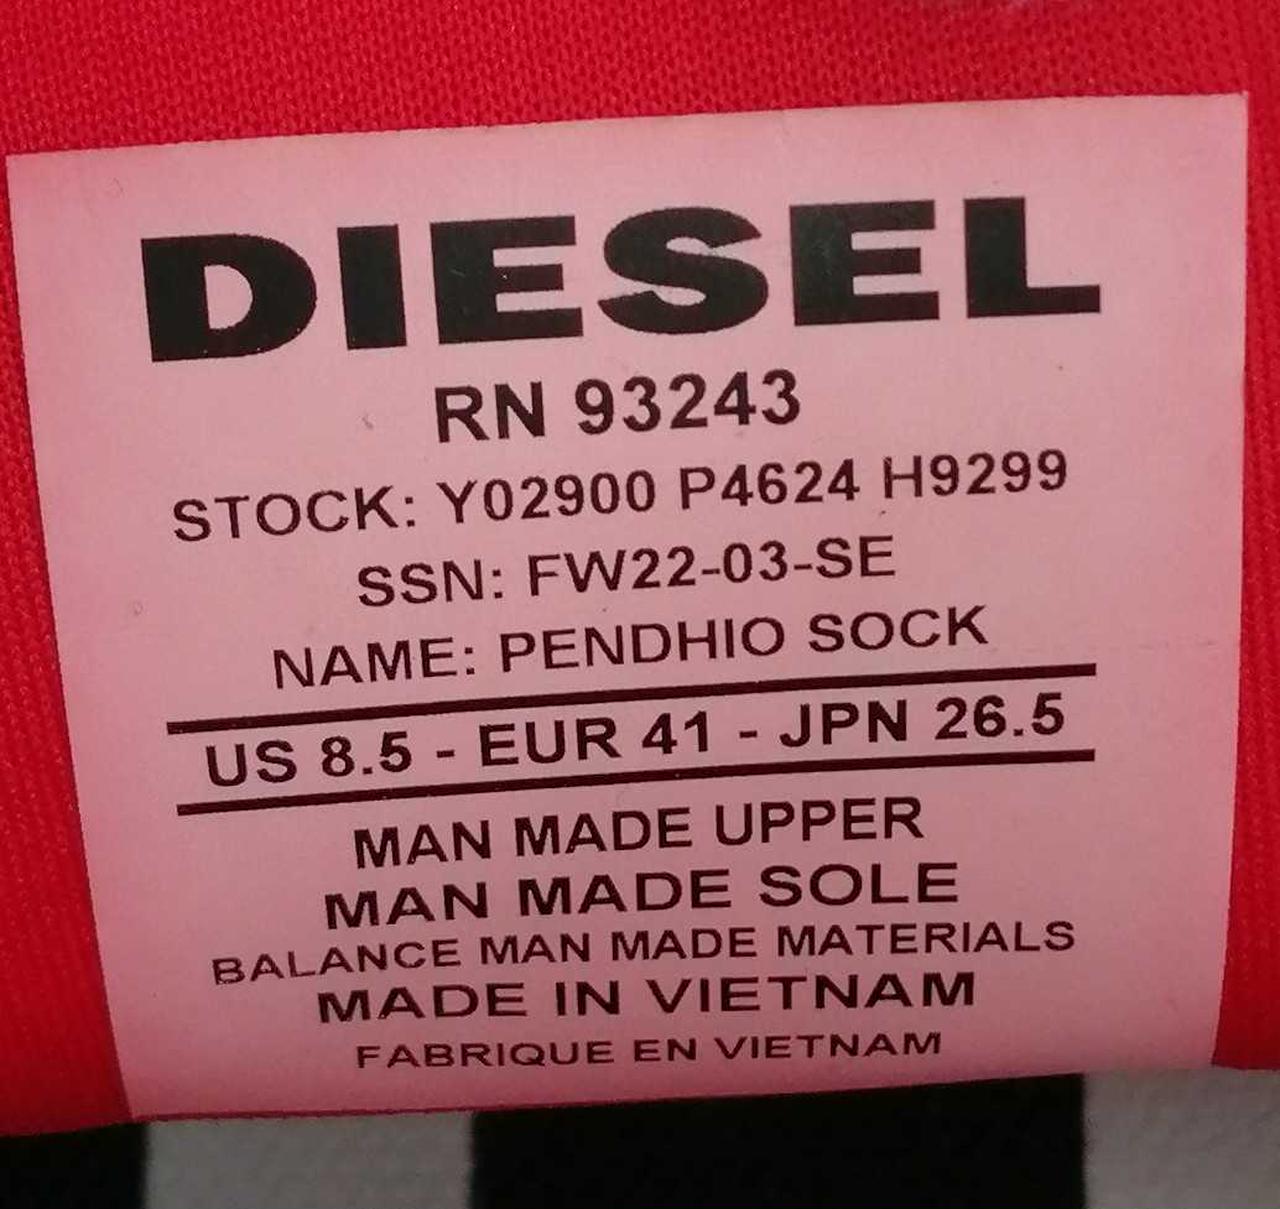 DIESEL
RN 93243
STOCK: Y02900 P4624 H9299
SSN: FW22-03-SE
NAME: PENDHIO SOCK
US 8.5 - EUR 41 - JPN 26.5
MAN MADE UPPER
MAN MADE SOLE
BALANCE MAN MADE MATERIALS
MADE IN VIETNAM
FABRIQUE EN VIETNAM